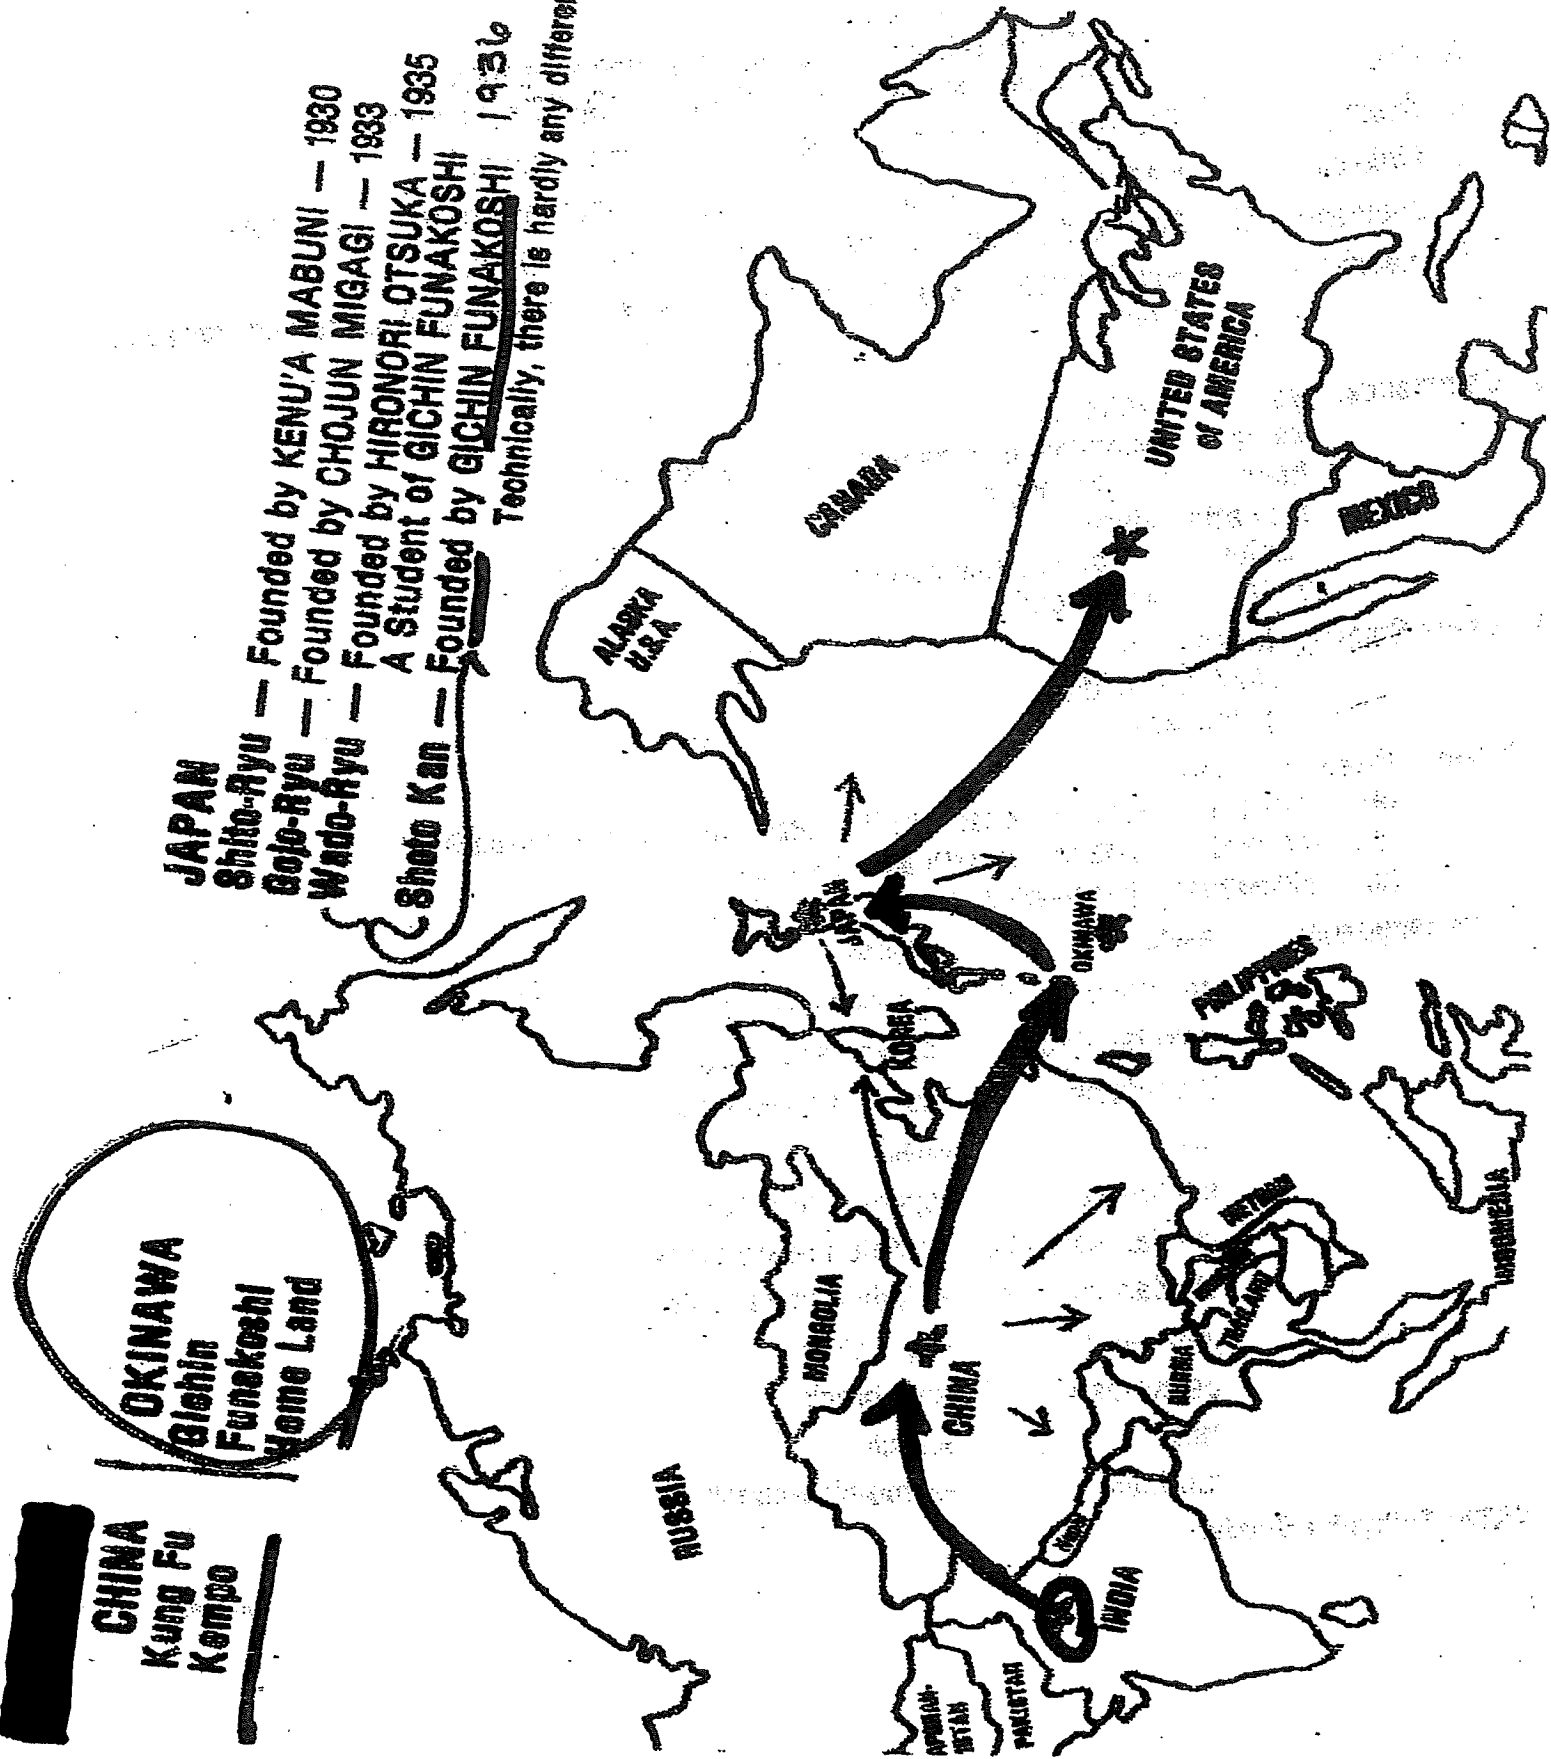 CHINA
Kung Fu
Kempo
OKINAWA
Gichin
Funakoshi
Home Land
JAPAN
Shito-Ryu — Founded by KENU'A MABUNI — 1930
Gojo-Ryu — Founded by CHOJUN MIGAGI — 1933
Wado-Ryu — Founded by HIRONORI OTSUKA — 1935
A Student of GICHIN FUNAKOSHI
Shoto Kan — Founded by GICHIN FUNAKOSHI 1936
Technically, there is hardly any differen
RUSSIA
ALASKA
U.S.A.
CANADA
MONGOLIA
KOREA
JAPAN
AFGHAN-
ISTAN
PAKISTAN
CHINA
OKINAWA
UNITED STATES
of AMERICA
INDIA
NEPAL
BURMA
THAILAND
VIETNAM
PHILIPPINES
MEXICO
INDONESIA